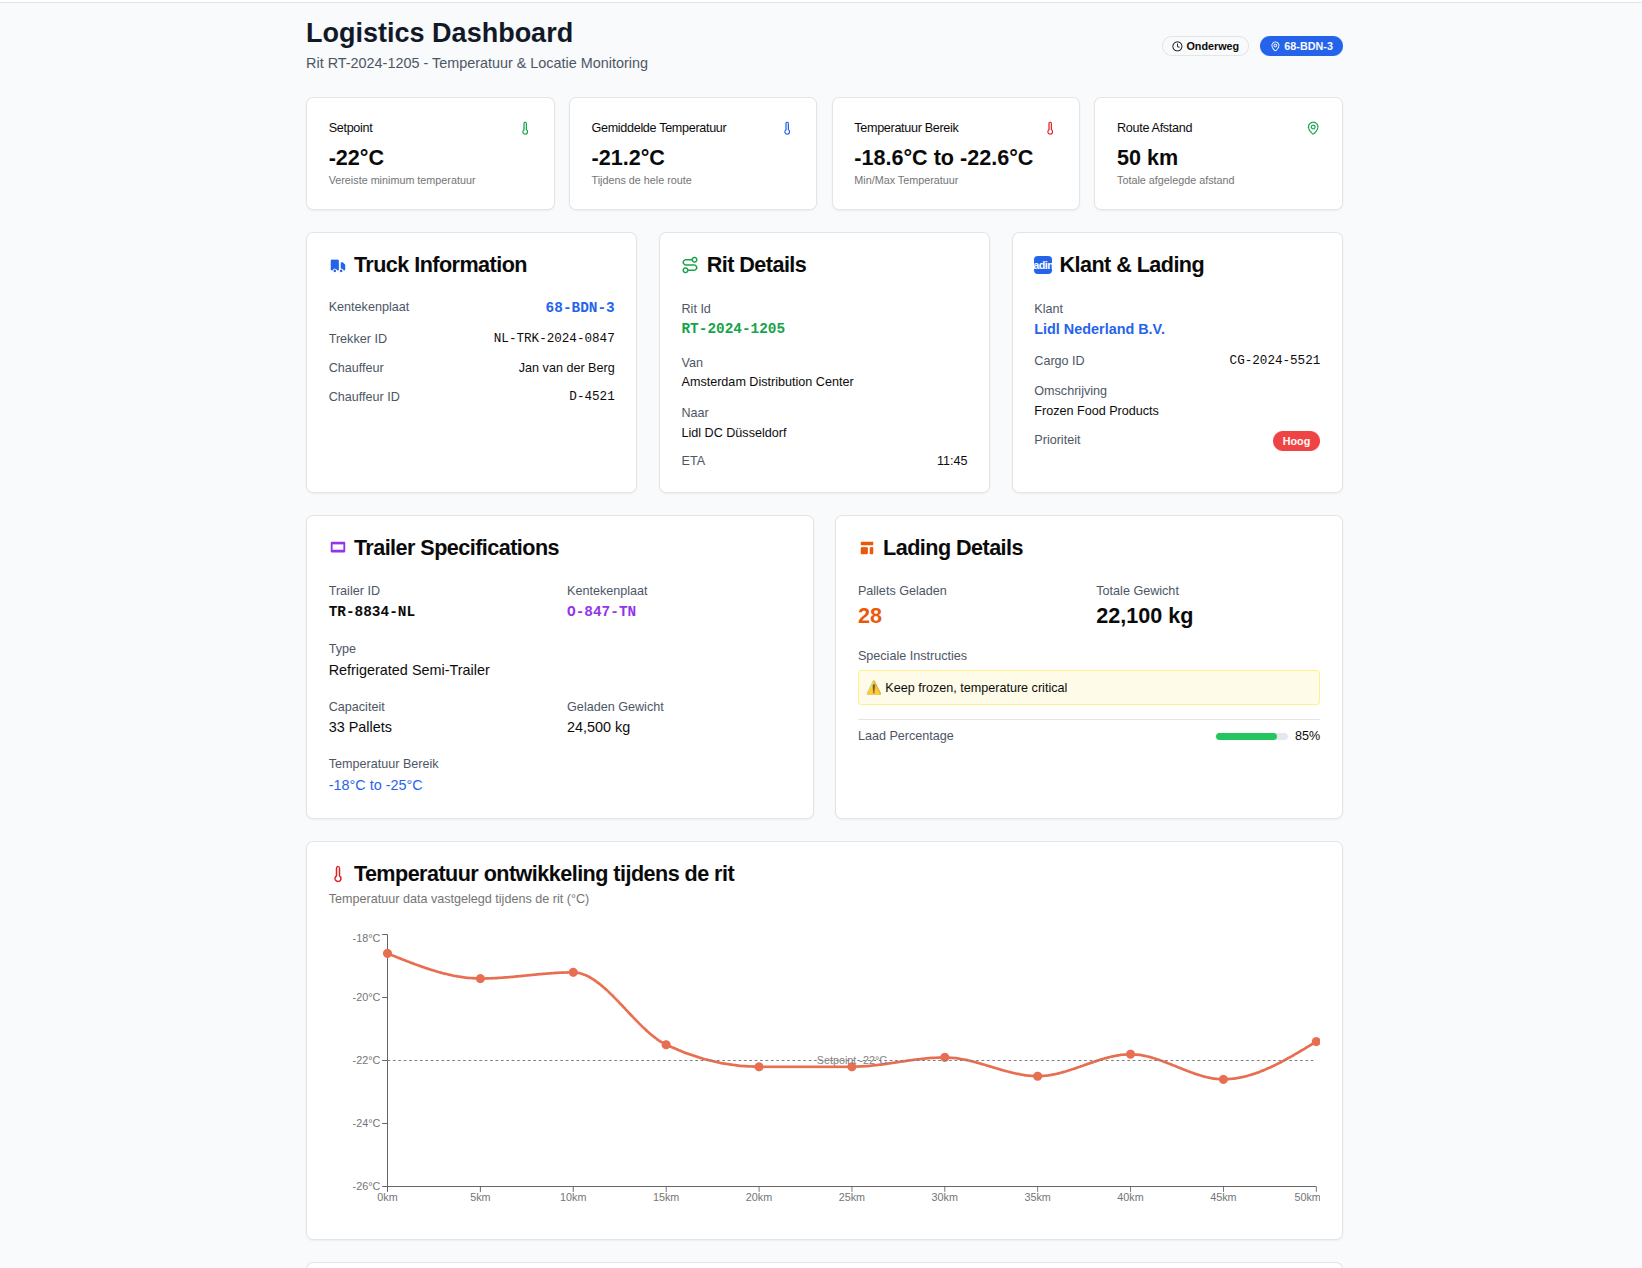 Logistics Dashboard
Rit RT-2024-1205 - Temperatuur & Locatie Monitoring
Onderweg
68-BDN-3
Setpoint
-22°C
Vereiste minimum temperatuur
Gemiddelde Temperatuur
-21.2°C
Tijdens de hele route
Temperatuur Bereik
-18.6°C to -22.6°C
Min/Max Temperatuur
Route Afstand
50 km
Totale afgelegde afstand
Truck Information
Kentekenplaat 68-BDN-3
Trekker ID NL-TRK-2024-0847
Chauffeur Jan van der Berg
Chauffeur ID D-4521
Rit Details
Rit Id
RT-2024-1205
Van
Amsterdam Distribution Center
Naar
Lidl DC Düsseldorf
ETA 11:45
Klant & Lading
Klant
Lidl Nederland B.V.
Cargo ID CG-2024-5521
Omschrijving
Frozen Food Products
Prioriteit Hoog
Trailer Specifications
Trailer ID
TR-8834-NL
Kentekenplaat
O-847-TN
Type
Refrigerated Semi-Trailer
Capaciteit
33 Pallets
Geladen Gewicht
24,500 kg
Temperatuur Bereik
-18°C to -25°C
Lading Details
Pallets Geladen
28
Totale Gewicht
22,100 kg
Speciale Instructies
⚠️ Keep frozen, temperature critical
Laad Percentage 85%
Temperatuur ontwikkeling tijdens de rit
Temperatuur data vastgelegd tijdens de rit (°C)
-18°C
-20°C
-22°C
Setpoint -22°C
-24°C
-26°C
0km 5km 10km 15km 20km 25km 30km 35km 40km 45km 50km